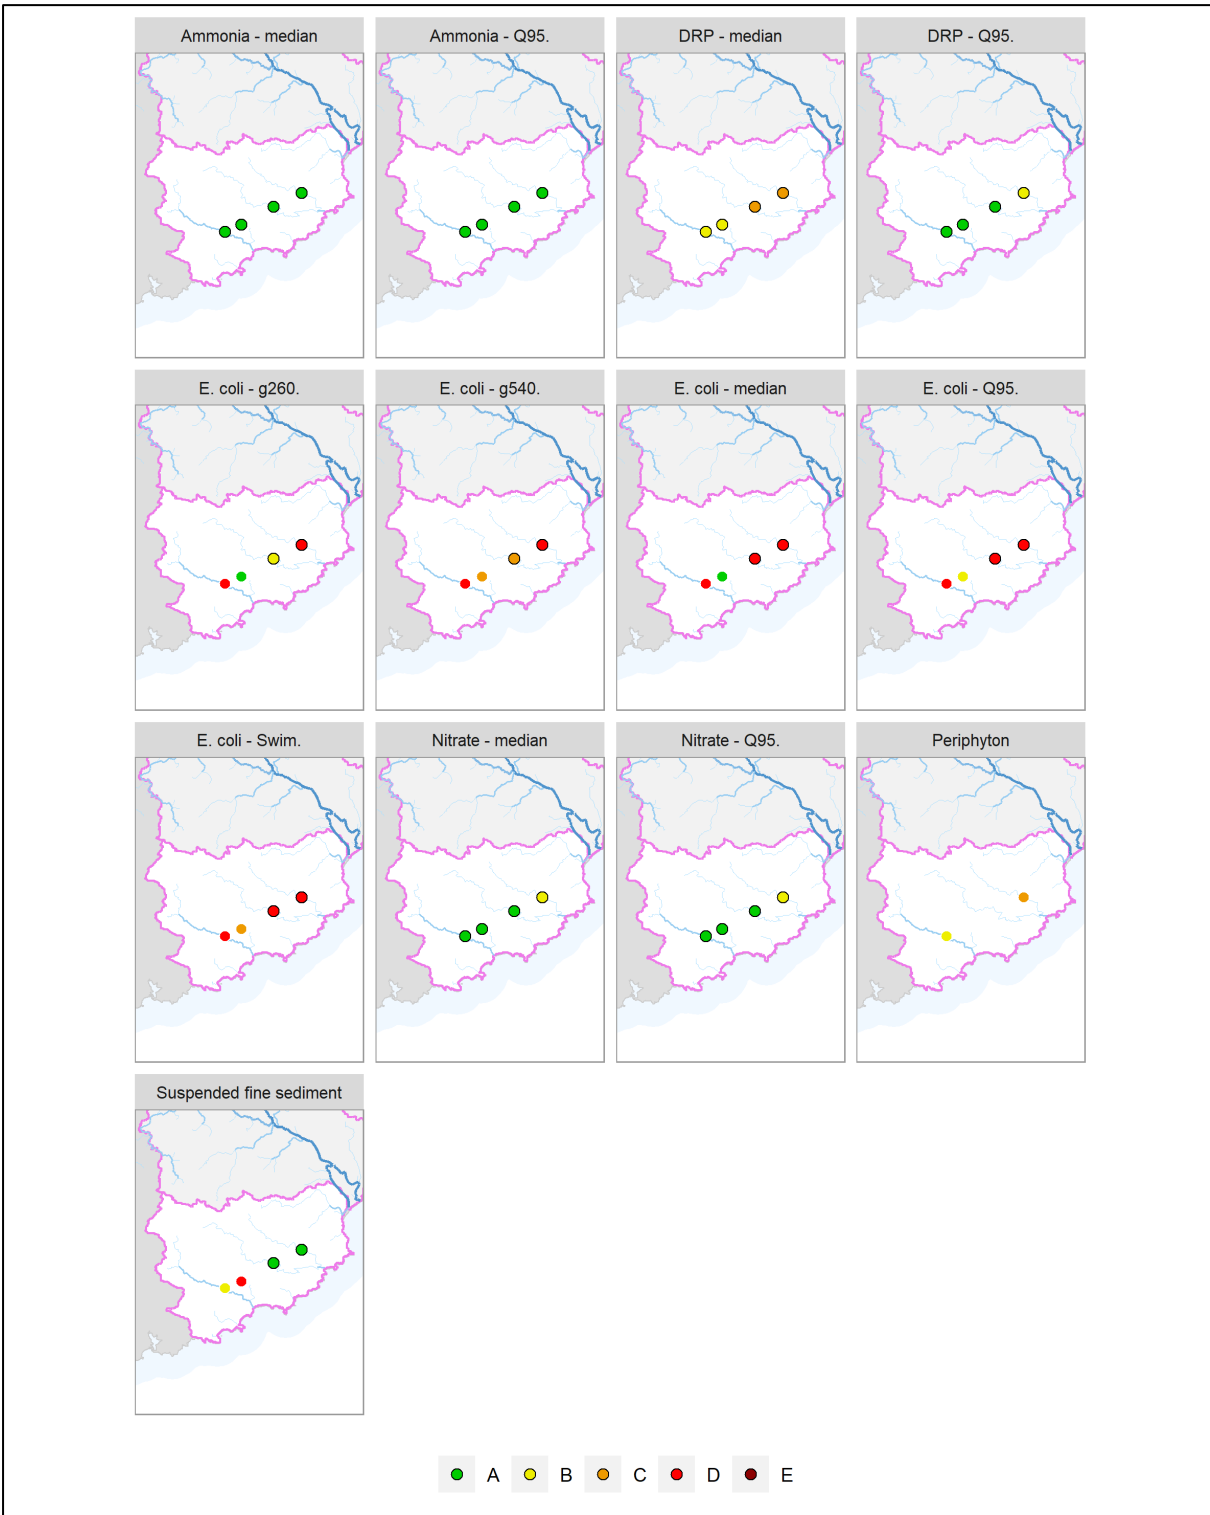 Ammonia - median
Ammonia - Q95.
DRP - median
DRP - Q95.
E. coli - g260.
E. coli - g540.
E. coli - median
E. coli - Q95.
E. coli - Swim.
Nitrate - median
Nitrate - Q95.
Periphyton
Suspended fine sediment
A B C D E